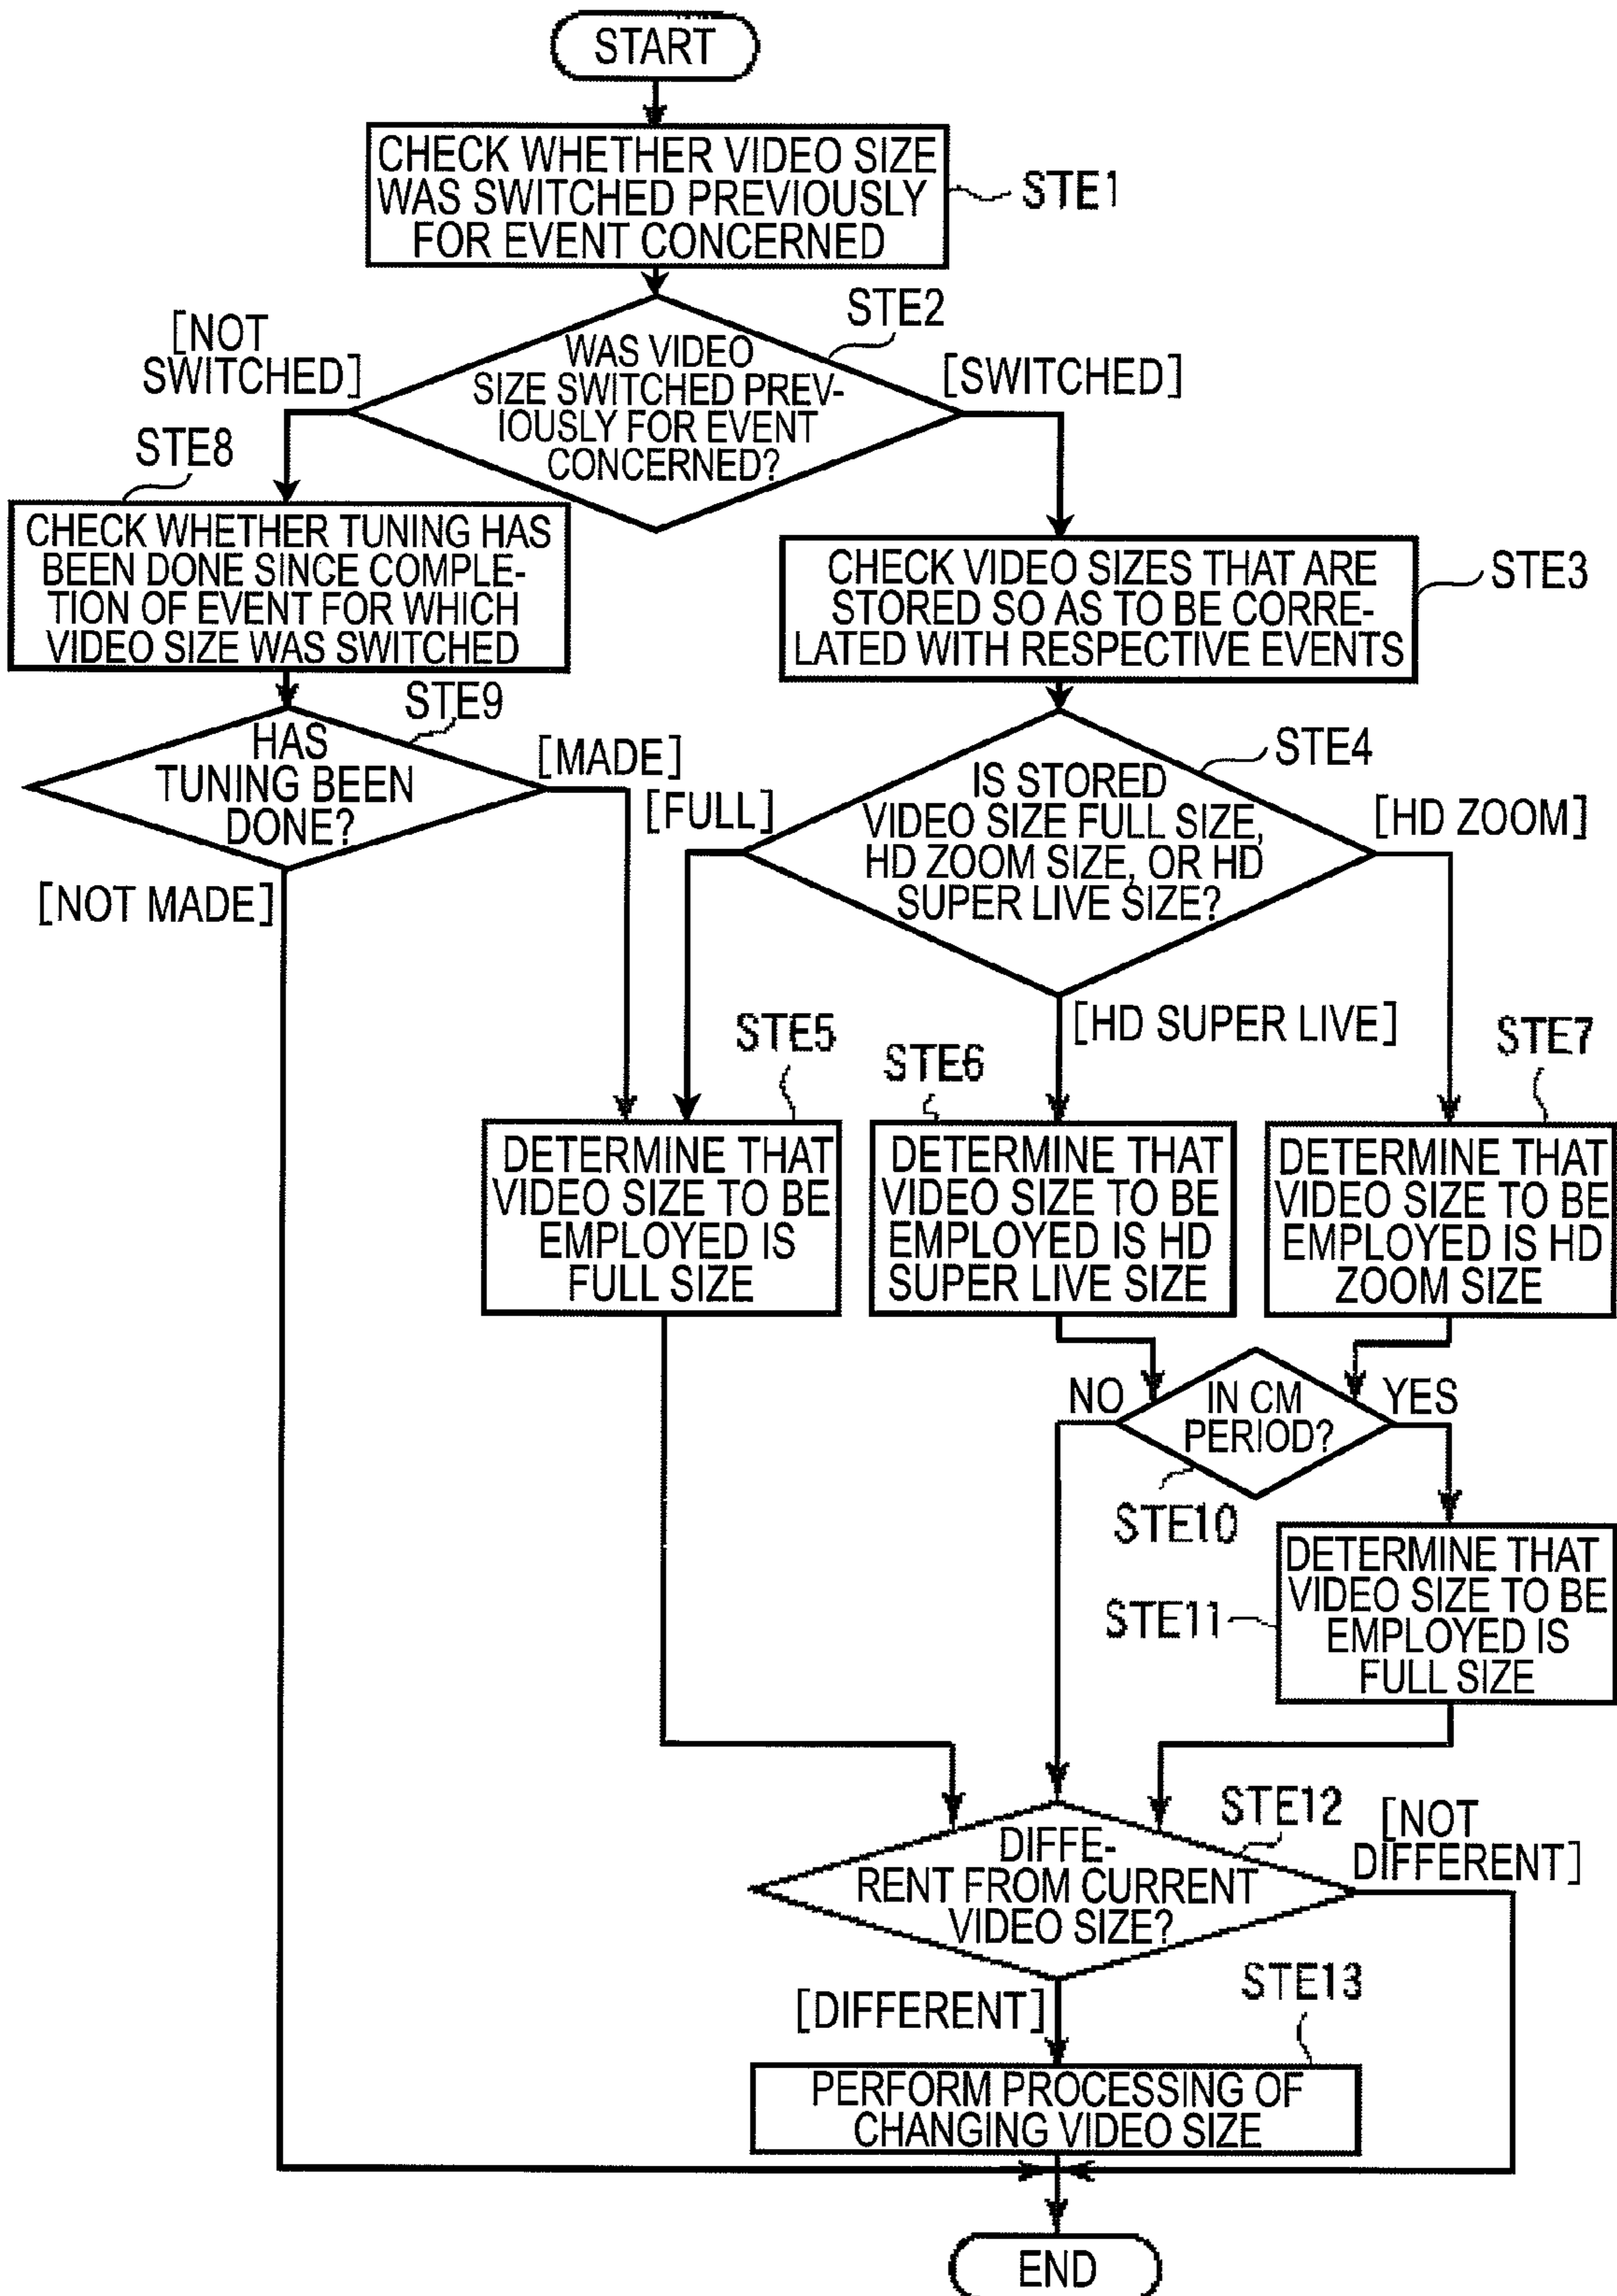 START
CHECK WHETHER VIDEO SIZE
WAS SWITCHED PREVIOUSLY
FOR EVENT CONCERNED
STE1
STE2
[NOT
SWITCHED]
WAS VIDEO
SIZE SWITCHED PREV-
IOUSLY FOR EVENT
CONCERNED?
[SWITCHED]
STE8
CHECK WHETHER TUNING HAS
BEEN DONE SINCE COMPLE-
TION OF EVENT FOR WHICH
VIDEO SIZE WAS SWITCHED
CHECK VIDEO SIZES THAT ARE
STORED SO AS TO BE CORRE-
LATED WITH RESPECTIVE EVENTS
STE3
STE9
HAS
TUNING BEEN
DONE?
[MADE]
[NOT MADE]
STE4
[FULL]
IS STORED
VIDEO SIZE FULL SIZE,
HD ZOOM SIZE, OR HD
SUPER LIVE SIZE?
[HD ZOOM]
[HD SUPER LIVE]
STE5
DETERMINE THAT
VIDEO SIZE TO BE
EMPLOYED IS
FULL SIZE
STE6
DETERMINE THAT
VIDEO SIZE TO BE
EMPLOYED IS HD
SUPER LIVE SIZE
STE7
DETERMINE THAT
VIDEO SIZE TO BE
EMPLOYED IS HD
ZOOM SIZE
NO
IN CM
PERIOD?
YES
STE10
STE11
DETERMINE THAT
VIDEO SIZE TO BE
EMPLOYED IS
FULL SIZE
STE12
DIFFE-
RENT FROM CURRENT
VIDEO SIZE?
[NOT
DIFFERENT]
[DIFFERENT]
STE13
PERFORM PROCESSING OF
CHANGING VIDEO SIZE
END